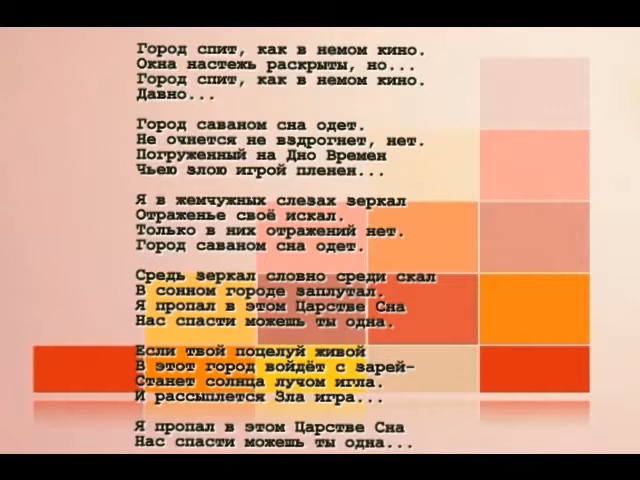 Город спит, как в немом кино.
Окна настежь раскрыты, но...
Город спит, как в немом кино.
Давно...
Город саваном сна одет.
Не очнется не вздрогнет, нет.
Погруженный на Дно Времен
Чьею злою игрой пленен...
Я в жемчужных слезах зеркал
Отраженье своё искал.
Только в них отражений нет.
Город саваном сна одет.
Средь зеркал словно среди скал
В сонном городе заплутал.
Я пропал в этом Царстве Сна
Нас спасти можешь ты одна.
Если твой поцелуй живой
В этот город войдёт с зарей-
Станет солнца лучом игла.
И рассыплется Зла игра...
Я пропал в этом Царстве Сна
Нас спасти можешь ты одна...